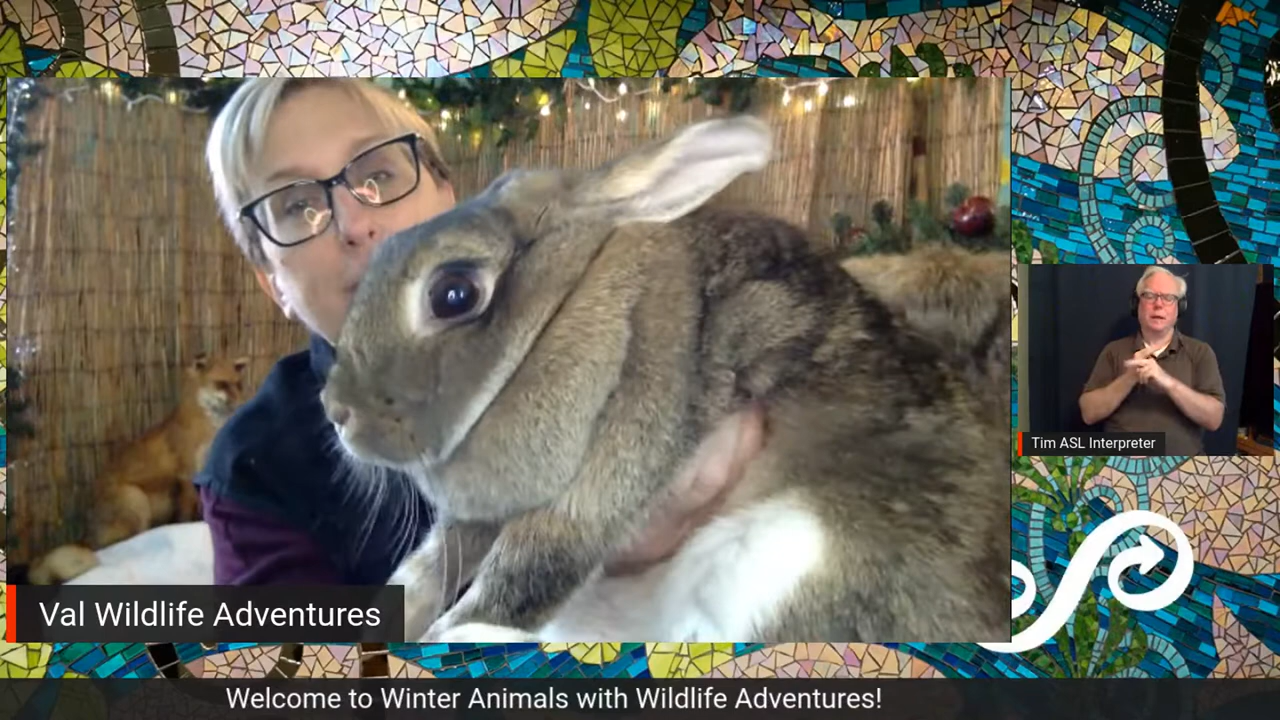 Tim ASL Interpreter
Val Wildlife Adventures
Welcome to Winter Animals with Wildlife Adventures!